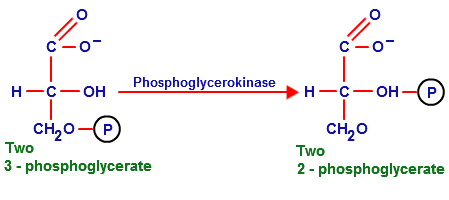 O
C O–
H C OH
CH2O P
Two
3 - phosphoglycerate
Phosphoglycerokinase
O
C O–
H C OH P
CH2O
Two
2 - phosphoglycerate